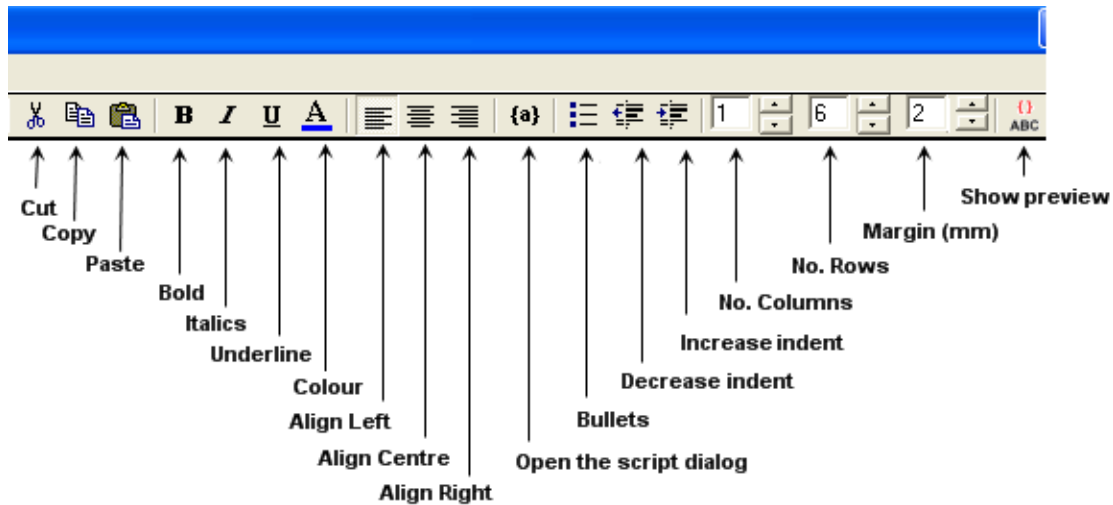 B I U A {a} 1 6 2 {} ABC
Cut
Show preview
Copy
Margin (mm)
Paste
No. Rows
Bold
No. Columns
Italics
Increase indent
Underline
Decrease indent
Colour
Align Left
Bullets
Align Centre
Open the script dialog
Align Right